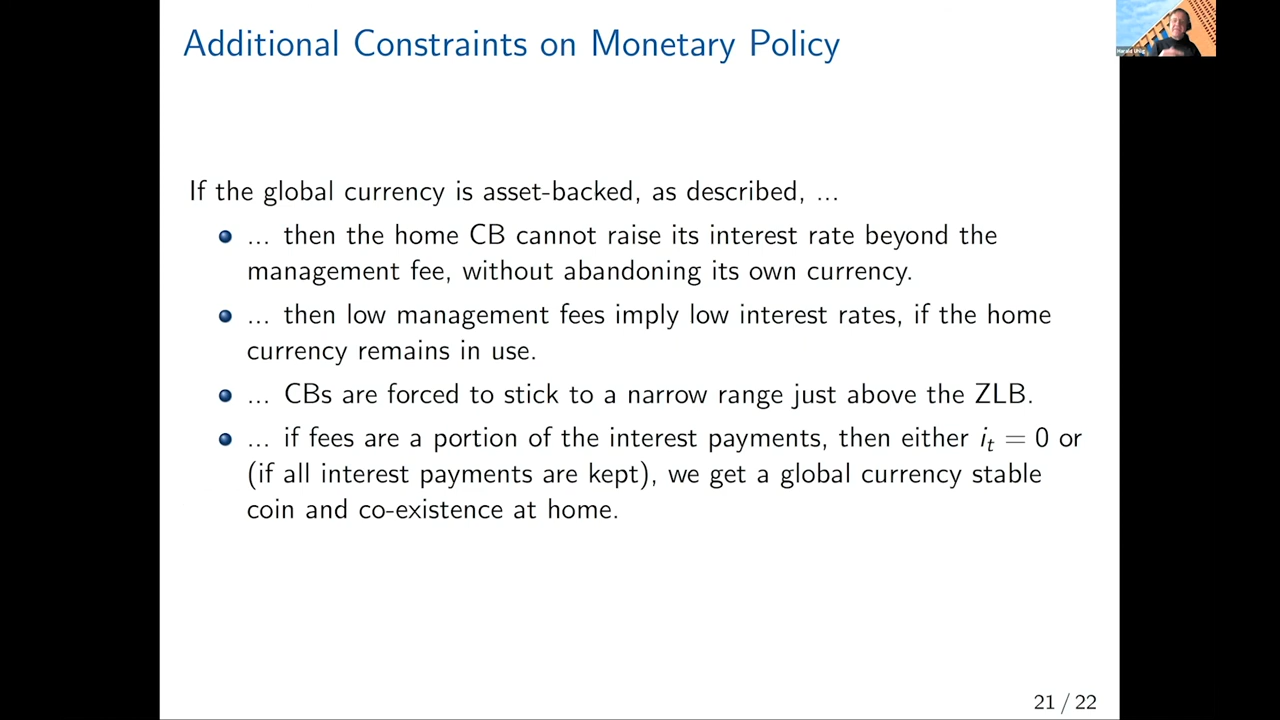 Additional Constraints on Monetary Policy
Harald Uhlig
If the global currency is asset-backed, as described, ...
... then the home CB cannot raise its interest rate beyond the
management fee, without abandoning its own currency.
... then low management fees imply low interest rates, if the home
currency remains in use.
... CBs are forced to stick to a narrow range just above the ZLB.
... if fees are a portion of the interest payments, then either iₜ = 0 or
(if all interest payments are kept), we get a global currency stable
coin and co-existence at home.
21 / 22